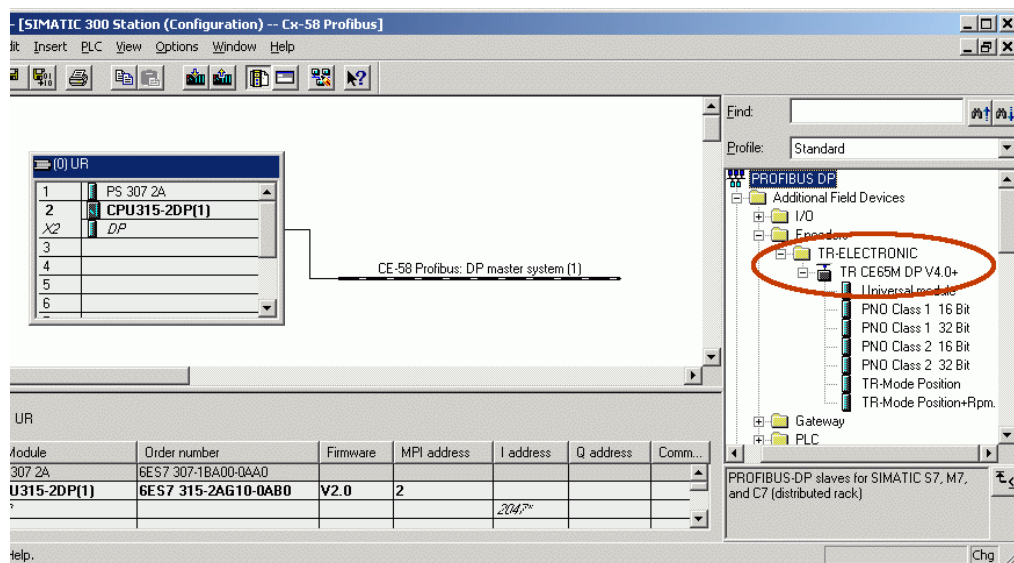 - [SIMATIC 300 Station (Configuration) -- Cx-58 Profibus]
Insert PLC View Options Window Help
(0) UR
1 PS 307 2A
2 CPU315-2DP(1)
X2 DP
3
4
5
6
CE-58 Profibus: DP master system (1)
Find:
Profile: Standard
PROFIBUS DP
Additional Field Devices
I/O
Encoders
TR-ELECTRONIC
TR CE65M DP V4.0+
Universal module
PNO Class 1 16 Bit
PNO Class 1 32 Bit
PNO Class 2 16 Bit
PNO Class 2 32 Bit
TR-Mode Position
TR-Mode Position+Rpm.
Gateway
PLC
PROFIBUS-DP slaves for SIMATIC S7, M7,
and C7 (distributed rack)
UR
Module Order number Firmware MPI address I address Q address Comm...
307 2A 6ES7 307-1BA00-0AA0
U315-2DP(1) 6ES7 315-2AG10-0AB0 V2.0 2
2047*
Help.
Chg